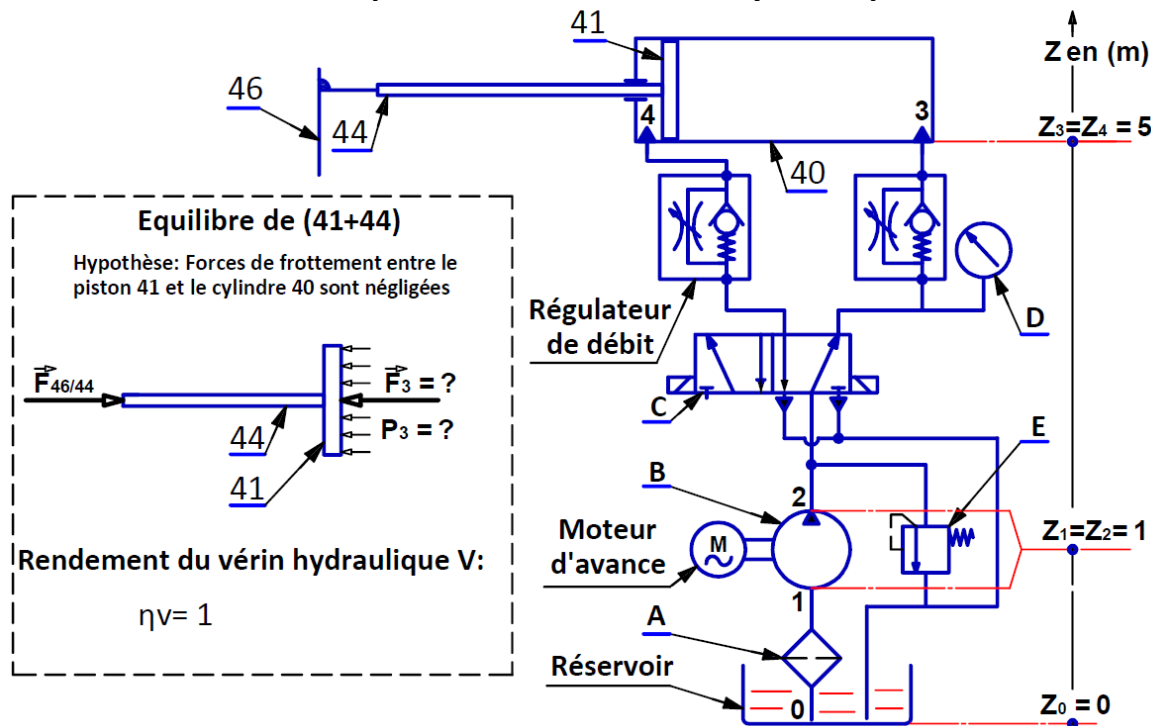 41
Z en (m)
46
44
4
3
Z3=Z4 = 5
40
Equilibre de (41+44)
Hypothèse: Forces de frottement entre le
piston 41 et le cylindre 40 sont négligées
Régulateur
de débit
D
F46/44
F3 = ?
P3 = ?
44
41
C
E
B
2
Moteur
d'avance
M
Z1=Z2= 1
Rendement du vérin hydraulique V:
ηv= 1
1
A
Réservoir
0
Z0 = 0